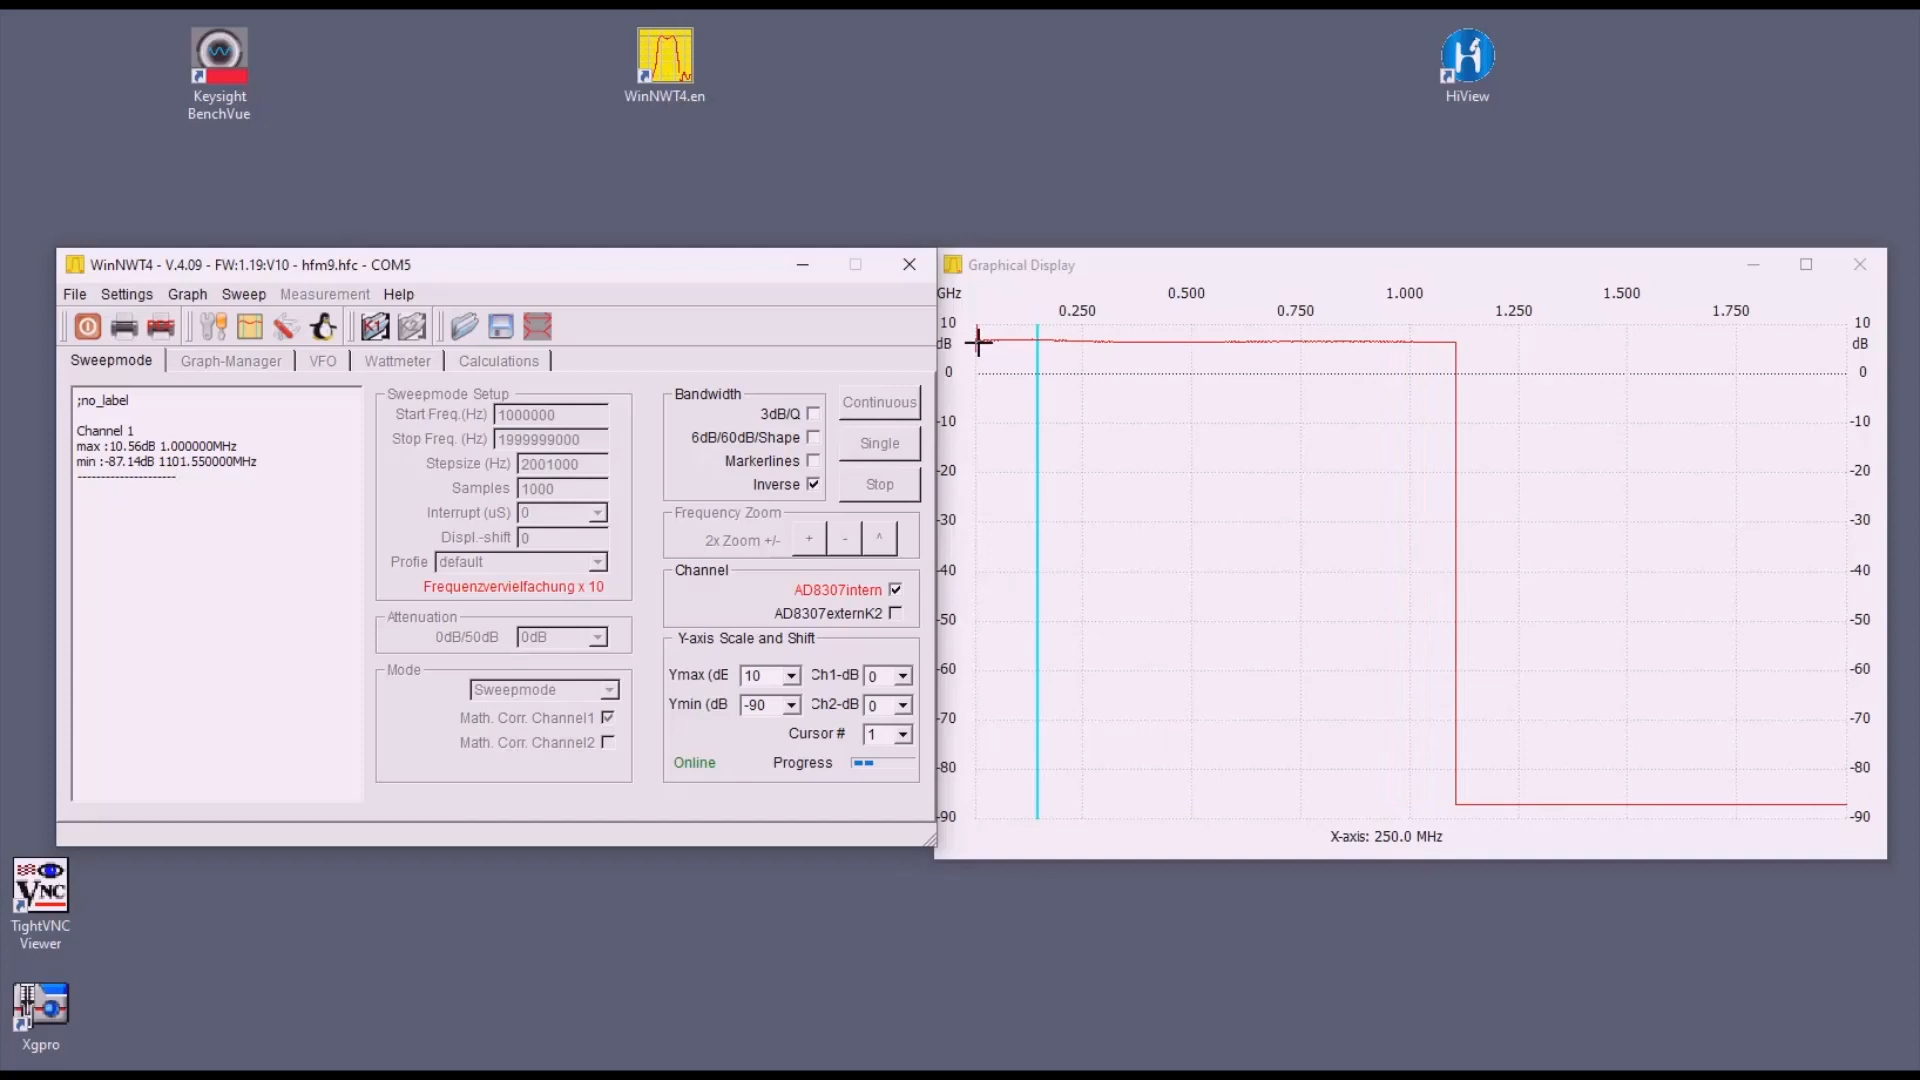 Keysight
BenchVue
WinNWT4.en
HiView
WinNWT4 - V.4.09 - FW:1.19:V10 - hfm9.hfc - COM5
File Settings Graph Sweep Measurement Help
Sweepmode Graph-Manager VFO Wattmeter Calculations
;no_label
Channel 1
max :10.56dB 1.000000MHz
min :-87.14dB 1101.550000MHz
----------------------
Sweepmode Setup
Start Freq.(Hz) 1000000
Stop Freq. (Hz) 1999999000
Stepsize (Hz) 2001000
Samples 1000
Interrupt (uS) 0
Displ.-shift 0
Profie default
Frequenzvervielfachung x 10
Attenuation
0dB/50dB 0dB
Mode
Sweepmode
Math. Corr. Channel1
Math. Corr. Channel2
Bandwidth
3dB/Q
6dB/60dB/Shape
Markerlines
Inverse
Continuous
Single
Stop
Frequency Zoom
2x Zoom +/- + - ^
Channel
AD8307intern
AD8307externK2
Y-axis Scale and Shift
Ymax (dE 10 Ch1-dB 0
Ymin (dB -90 Ch2-dB 0
Cursor # 1
Online Progress
Graphical Display
GHz 0.500 1.000 1.500
0.250 0.750 1.250 1.750
10 10
dB dB
0 0
-10 -10
-20 -20
-30 -30
-40 -40
-50 -50
-60 -60
-70 -70
-80 -80
-90 -90
X-axis: 250.0 MHz
K1
K2
VNC
TightVNC
Viewer
Xgpro